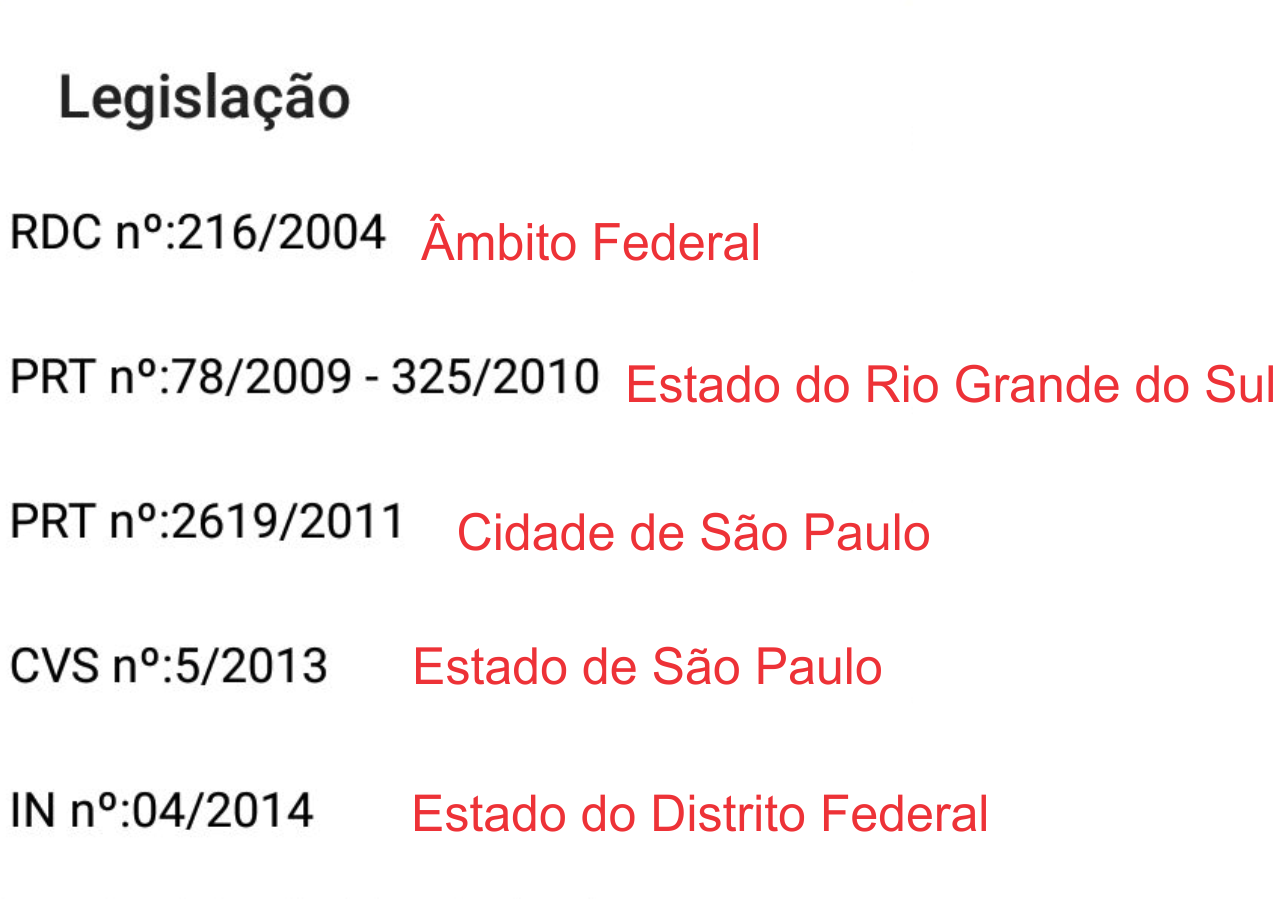 Legislação
RDC nº:216/2004 Âmbito Federal
PRT nº:78/2009 - 325/2010 Estado do Rio Grande do Sul
PRT nº:2619/2011 Cidade de São Paulo
CVS nº:5/2013 Estado de São Paulo
IN nº:04/2014 Estado do Distrito Federal